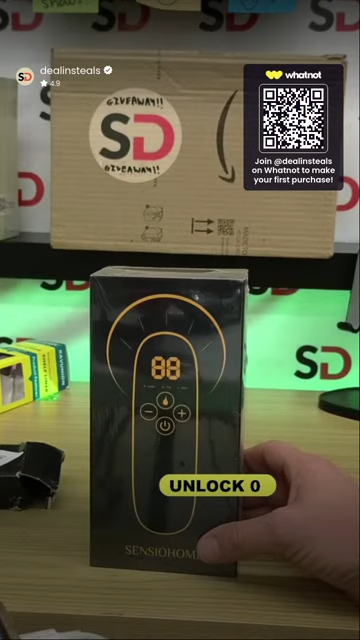 dealinsteals
SD
★ 4.9
whatnot
Join @dealinsteals
on Whatnot to make
your first purchase!
GIVEAWAY!!
SD
GIVEAWAY!!
SD
88
UNLOCK 0
SENSIOHOM